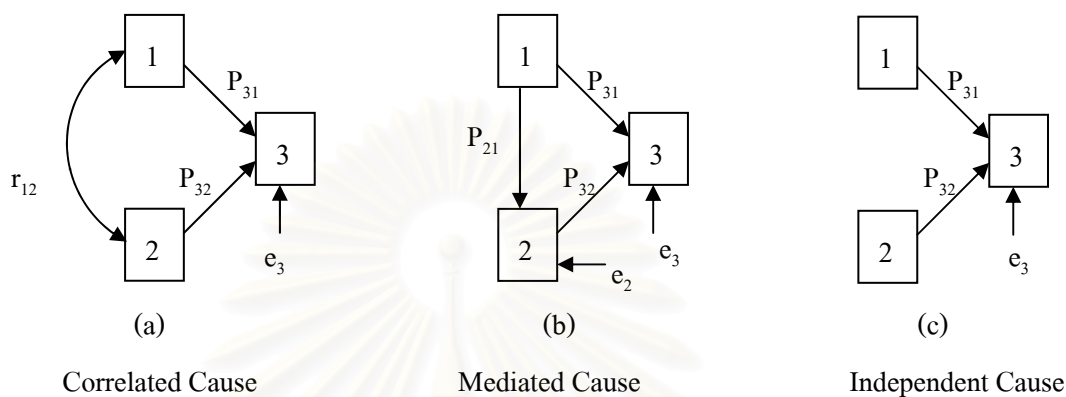 1
P₃₁
r₁₂
3
P₃₂
2
e₃
(a)
Correlated Cause
1
P₃₁
P₂₁
3
P₃₂
2
e₂
e₃
(b)
Mediated Cause
1
P₃₁
3
P₃₂
2
e₃
(c)
Independent Cause